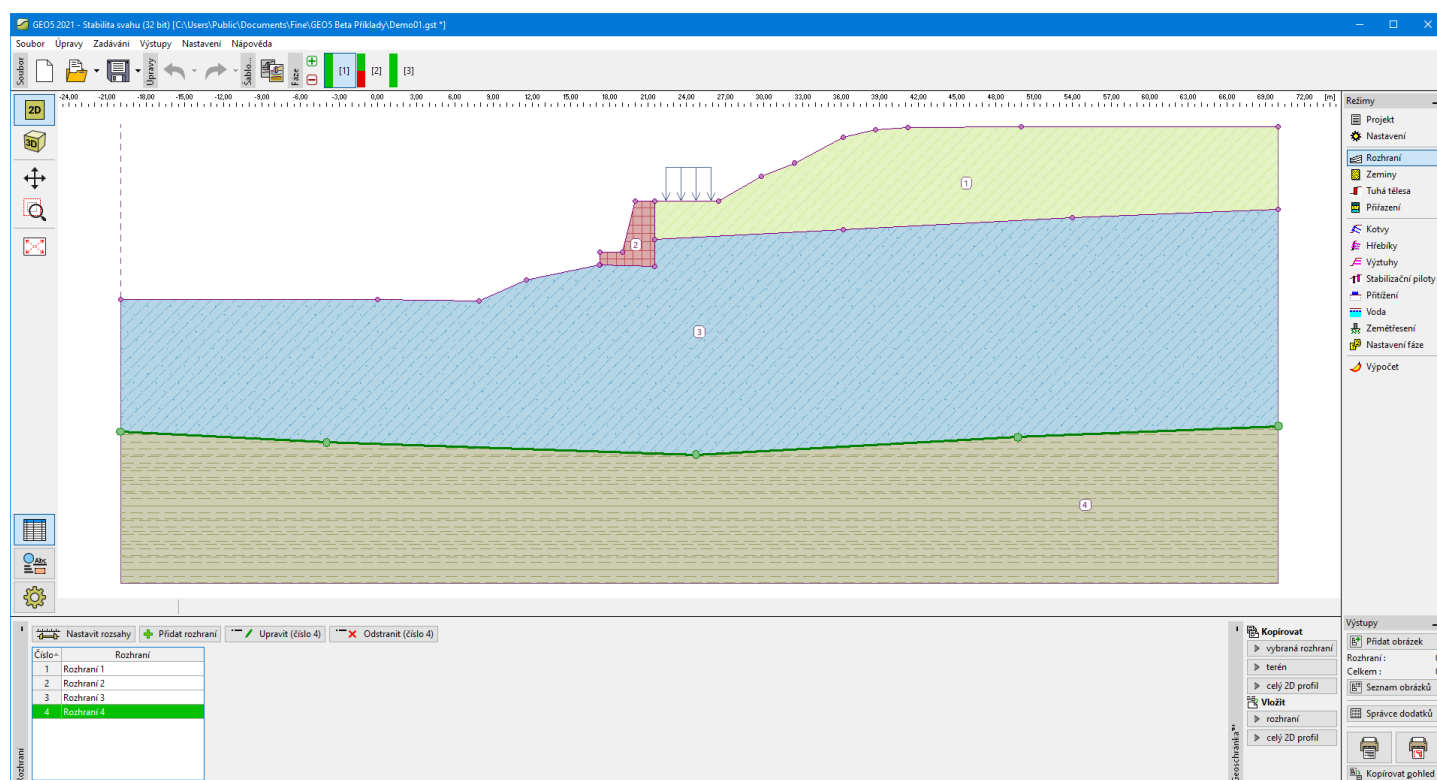 GEO5 2021 - Stabilita svahu (32 bit) [C:\Users\Public\Documents\Fine\GEO5 Beta Příklady\Demo01.gst *]
Soubor Úpravy Zadávání Výstupy Nastavení Nápověda
Soubor
Úpravy
Šablo...
Fáze
[1] [2] [3]
-24,00 -21,00 -18,00 -15,00 -12,00 -9,00 -6,00 -3,00 0,00 3,00 6,00 9,00 12,00 15,00 18,00 21,00 24,00 27,00 30,00 33,00 36,00 39,00 42,00 45,00 48,00 51,00 54,00 57,00 60,00 63,00 66,00 69,00 72,00 [m]
2D
3D
Abc
1
2
3
4
Režimy
Projekt
Nastavení
Rozhraní
Zeminy
Tuhá tělesa
Přiřazení
Kotvy
Hřebíky
Výztuhy
Stabilizační piloty
Přitížení
Voda
Zemětřesení
Nastavení fáze
Výpočet
Nastavit rozsahy Přidat rozhraní Upravit (číslo 4) Odstranit (číslo 4)
Číslo Rozhraní
1 Rozhraní 1
2 Rozhraní 2
3 Rozhraní 3
4 Rozhraní 4
Rozhraní
Kopírovat
vybraná rozhraní
terén
celý 2D profil
Vložit
rozhraní
celý 2D profil
Geoschránka™
Výstupy
Přidat obrázek
Rozhraní :
Celkem :
Seznam obrázků
Správce dodatků
Kopírovat pohled